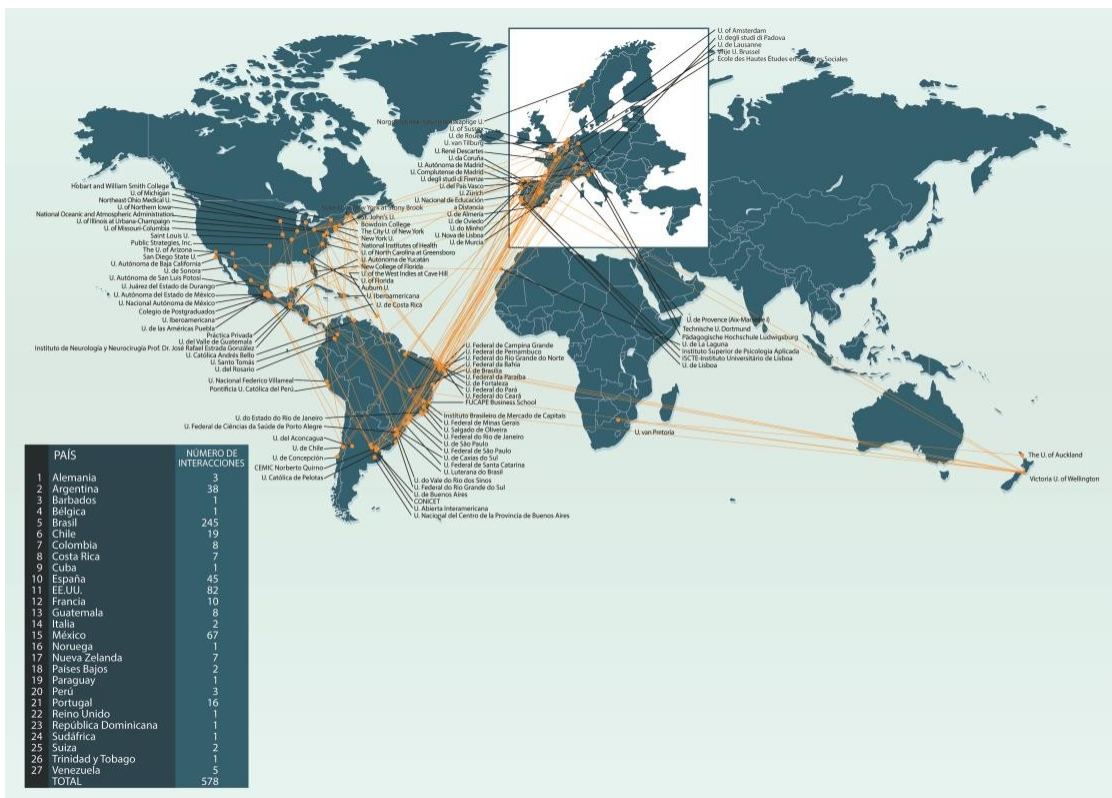 U. of Amsterdam
U. degli studi di Padova
U. de Lausanne
Vrije U. Brussel
École des Hautes Études en Sciences Sociales
U. of Sussex
U. de Rouen
U. van Tilburg
U. René Descartes
U. da Coruña
U. Autônoma de Madrid
U. Complutense de Madrid
U. degli studi di Firenze
U. del País Vasco
U. Zürich
U. Nacional de Educación
a Distancia
U. de Almería
U. de Oviedo
U. do Minho
U. Nova de Lisboa
U. de Murcia
Hobart and William Smith College
U. of Michigan
Northeast Ohio Medical U.
U. of Northern Iowa
National Oceanic and Atmospheric Administration
U. of Illinois at Urbana-Champaign
U. of Missouri-Columbia
Saint Louis U.
Public Strategies, Inc.
The U. of Arizona
San Diego State U.
U. Autónoma de Baja California
U. de Sonora
U. Autónoma de San Luis Potosí
U. Juárez del Estado de Durango
U. Autónoma del Estado de México
U. Nacional Autónoma de México
Colegio de Postgraduados
U. Iberoamericana
U. de las Américas Puebla
Práctica Privada
U. del Valle de Guatemala
Instituto de Neurología y Neurocirugía Prof. Dr. José Rafael Estrada González
U. Católica Andrés Bello
U. Santo Tomás
U. del Rosario
U. Nacional Federico Villarreal
Pontificia U. Católica del Perú
York at Stony Brook
St. John's U.
Bowdoin College
The City U. of New York
New York U.
National Institutes of Health
U. of North Carolina at Greensboro
U. Autónoma de Yucatán
New College of Florida
U. of the West Indies at Cave Hill
U. of Florida
Auburn U.
U. Iberoamericana
U. de Costa Rica
U. de Provence (Aix-Marseille I)
Technische U. Dortmund
Pädagogische Hochschule Ludwigsburg
U. de La Laguna
Instituto Superior de Psicologia Aplicada
ISCTE-Instituto Universitário de Lisboa
U. de Lisboa
U. Federal de Campina Grande
U. Federal de Pernambuco
U. Federal do Rio Grande do Norte
U. Federal da Bahia
U. de Brasília
U. Federal da Paraíba
U. de Fortaleza
U. Federal do Pará
U. Federal do Ceará
FUCAPE Business School
U. do Estado do Rio de Janeiro
U. Federal de Ciências da Saúde de Porto Alegre
U. del Aconcagua
U. de Chile
U. de Concepción
CEMIC Norberto Quirno
U. Católica de Pelotas
Instituto Brasileiro de Mercado de Capitais
U. Federal de Minas Gerais
U. Salgado de Oliveira
U. Federal do Rio de Janeiro
U. de São Paulo
U. Federal de São Paulo
U. de Caxias do Sul
U. Federal de Santa Catarina
U. Luterana do Brasil
U. do Vale do Rio dos Sinos
U. Federal do Rio Grande do Sul
U. de Buenos Aires
CONICET
U. Abierta Interamericana
U. Nacional del Centro de la Provincia de Buenos Aires
U. van Pretoria
The U. of Auckland
Victoria U. of Wellington
PAÍS NÚMERO DE
INTERACCIONES
1 Alemania 3
2 Argentina 38
3 Barbados 1
4 Bélgica 1
5 Brasil 245
6 Chile 19
7 Colombia 8
8 Costa Rica 7
9 Cuba 1
10 España 45
11 EE.UU. 82
12 Francia 10
13 Guatemala 8
14 Italia 2
15 México 67
16 Noruega 1
17 Nueva Zelanda 7
18 Países Bajos 2
19 Paraguay 1
20 Perú 3
21 Portugal 16
22 Reino Unido 1
23 República Dominicana 1
24 Sudáfrica 1
25 Suiza 2
26 Trinidad y Tobago 1
27 Venezuela 5
TOTAL 578